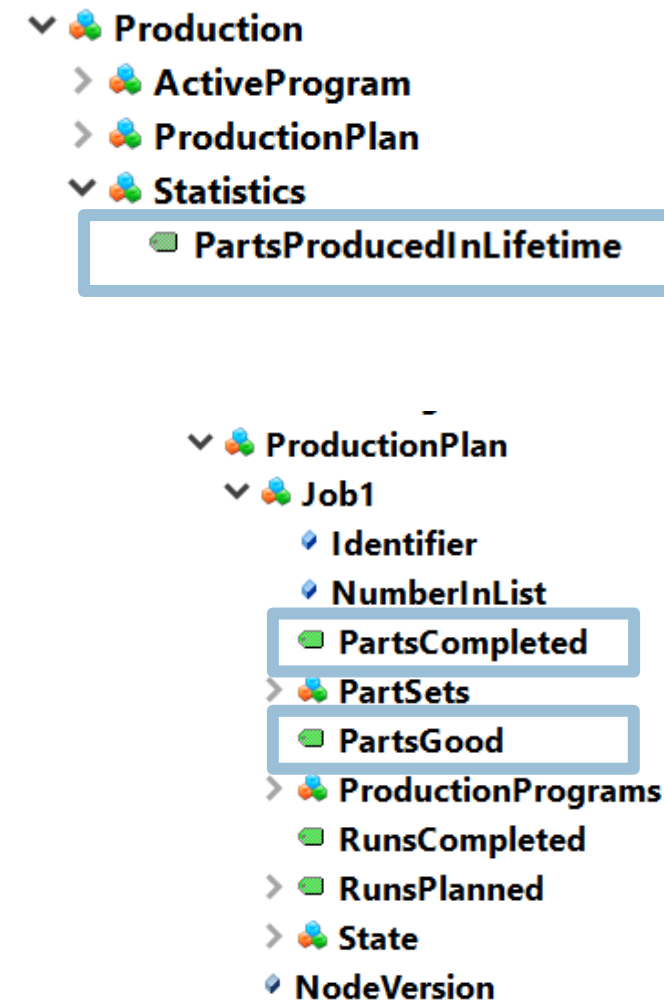 Production
ActiveProgram
ProductionPlan
Statistics
PartsProducedInLifetime
ProductionPlan
Job1
Identifier
NumberInList
PartsCompleted
PartSets
PartsGood
ProductionPrograms
RunsCompleted
RunsPlanned
State
NodeVersion